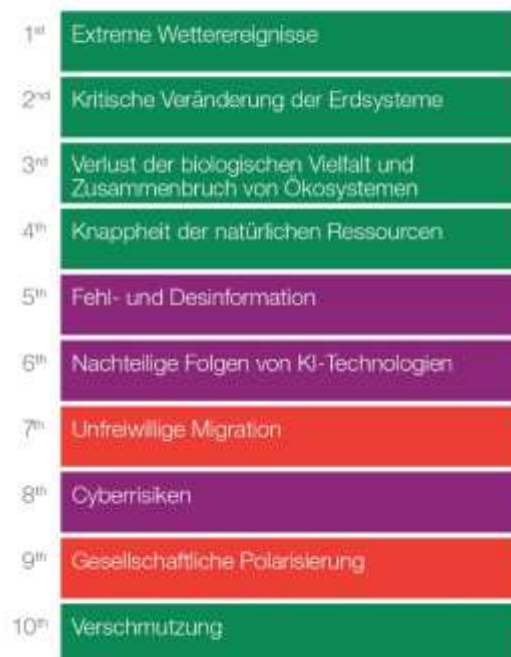 1st Extreme Wetterereignisse
2nd Kritische Veränderung der Erdsysteme
3rd Verlust der biologischen Vielfalt und
Zusammenbruch von Ökosystemen
4th Knappheit der natürlichen Ressourcen
5th Fehl- und Desinformation
6th Nachteilige Folgen von KI-Technologien
7th Unfreiwillige Migration
8th Cyberrisiken
9th Gesellschaftliche Polarisierung
10th Verschmutzung